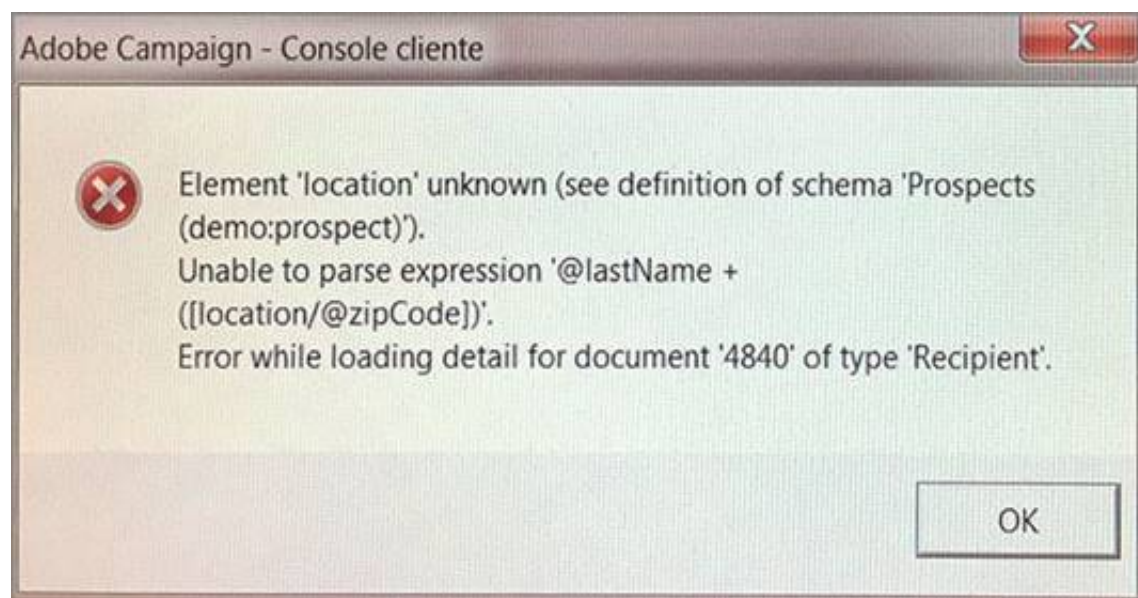 Adobe Campaign - Console cliente
Element 'location' unknown (see definition of schema 'Prospects
(demo:prospect)').
Unable to parse expression '@lastName +
([location/@zipCode])'.
Error while loading detail for document '4840' of type 'Recipient'.
OK